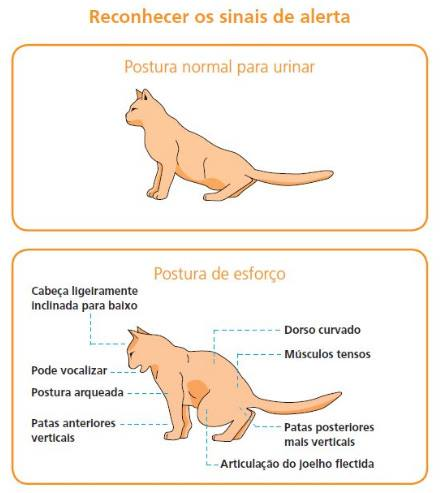 Reconhecer os sinais de alerta
Postura normal para urinar
Postura de esforço
Cabeça ligeiramente
inclinada para baixo
Dorso curvado
Músculos tensos
Pode vocalizar
Postura arqueada
Patas anteriores
verticais
Patas posteriores
mais verticais
Articulação do joelho flectida